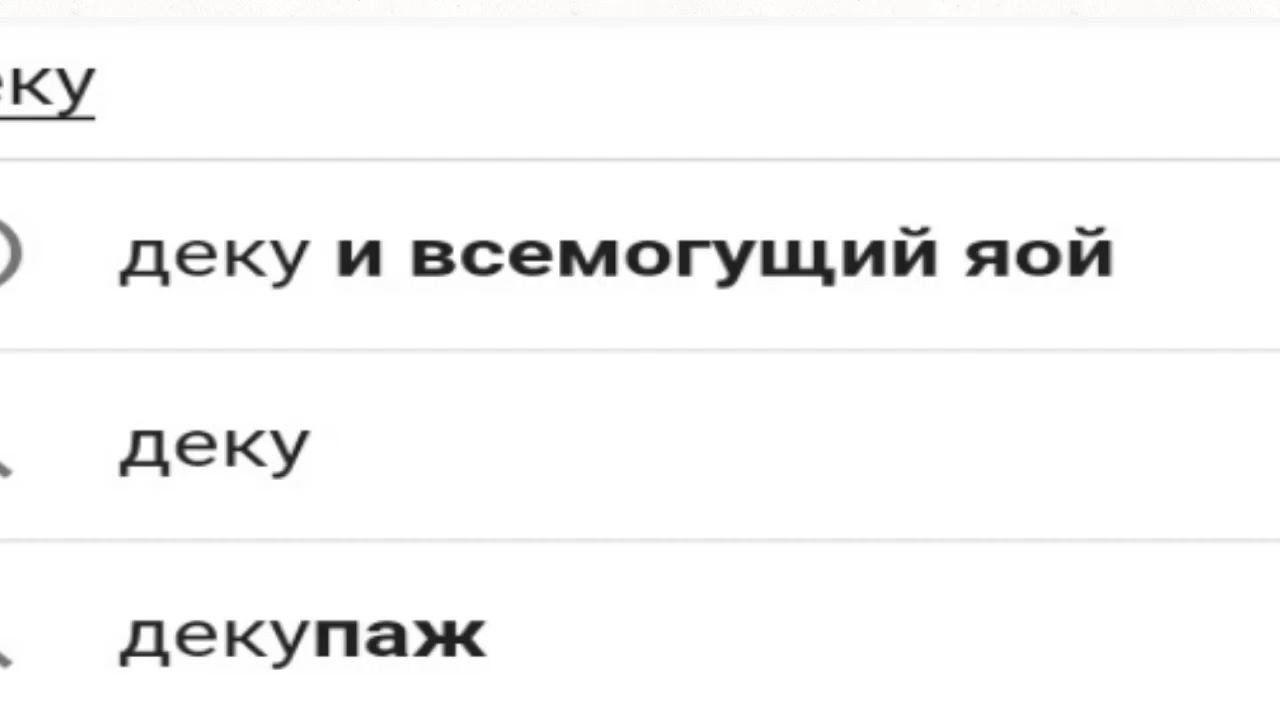 еку
деку и всемогущий яой
деку
декупаж